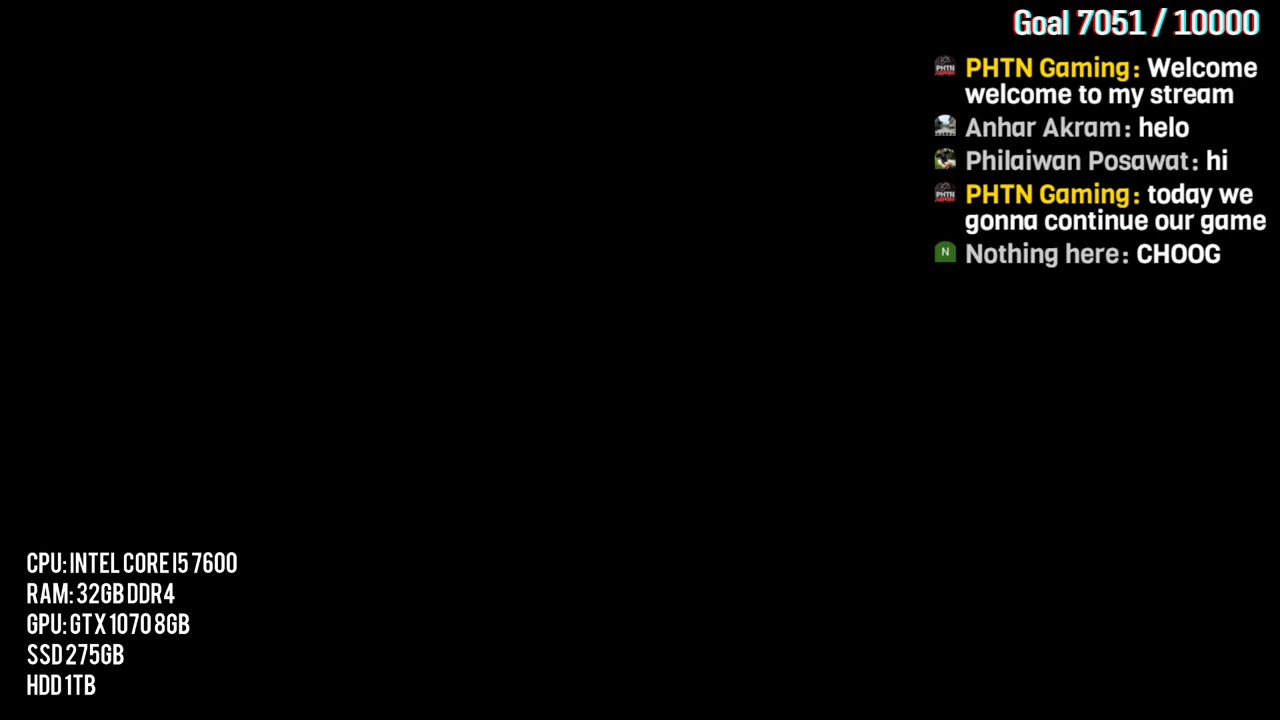 Goal 7051 / 10000
PHTN Gaming: Welcome
welcome to my stream
Anhar Akram: helo
Philaiwan Posawat: hi
PHTN Gaming: today we
gonna continue our game
N Nothing here: CHOOG
CPU: INTEL CORE I5 7600
RAM: 32GB DDR4
GPU: GTX 1070 8GB
SSD 275GB
HDD 1TB